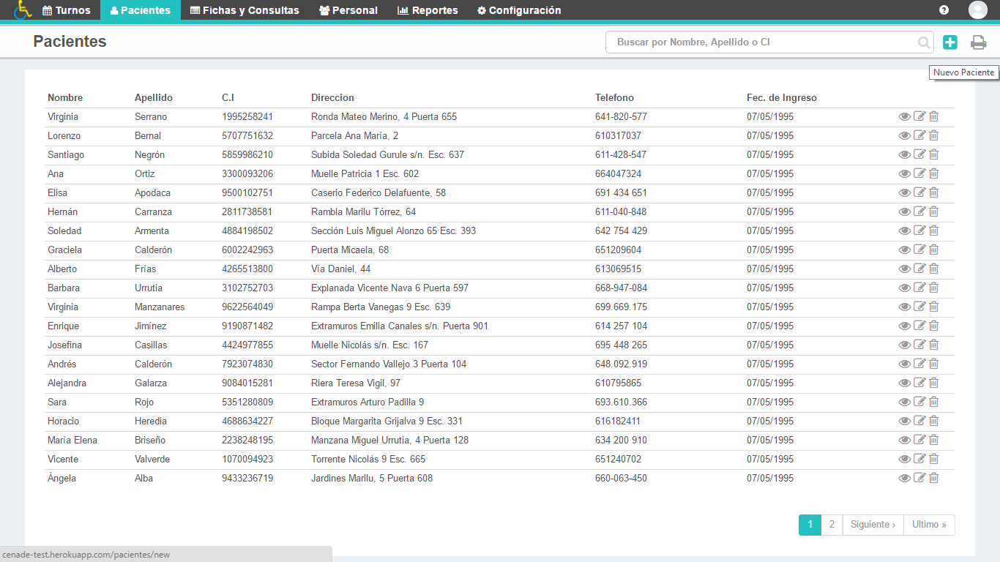 Turnos Pacientes Fichas y Consultas Personal Reportes Configuración
Pacientes Buscar por Nombre, Apellido o CI
Nuevo Paciente
Nombre Apellido C.I Direccion Telefono Fec. de Ingreso
Virginia Serrano 1995258241 Ronda Mateo Merino, 4 Puerta 655 641-820-577 07/05/1995
Lorenzo Bernal 5707751632 Parcela Ana María, 2 610317037 07/05/1995
Santiago Negrón 5859986210 Subida Soledad Gurule s/n. Esc. 637 611-428-547 07/05/1995
Ana Ortiz 3300093206 Muelle Patricia 1 Esc. 602 664047324 07/05/1995
Elisa Apodaca 9500102751 Caserio Federico Delafuente, 58 691 434 651 07/05/1995
Hernán Carranza 2811738581 Rambla Marilu Tórrez, 64 611-040-848 07/05/1995
Soledad Armenta 4884198502 Sección Luis Miguel Alonzo 65 Esc. 393 642 754 429 07/05/1995
Graciela Calderón 6002242963 Puerta Micaela, 68 651209604 07/05/1995
Alberto Frías 4265513800 Vía Daniel, 44 613069515 07/05/1995
Barbara Urrutia 3102752703 Explanada Vicente Nava 6 Puerta 597 668-947-084 07/05/1995
Virginia Manzanares 9622564049 Rampa Berta Vanegas 9 Esc. 639 699.669.175 07/05/1995
Enrique Jimínez 9190871482 Extramuros Emilia Canales s/n. Puerta 901 614 257 104 07/05/1995
Josefina Casillas 4424977855 Muelle Nicolás s/n. Esc. 167 695 448 265 07/05/1995
Andrés Calderón 7923074830 Sector Fernando Vallejo 3 Puerta 104 648.092.919 07/05/1995
Alejandra Galarza 9084015281 Riera Teresa Vigil, 97 610795865 07/05/1995
Sara Rojo 5351280809 Extramuros Arturo Padilla 9 693.610.366 07/05/1995
Horacio Heredia 4688634227 Bloque Margarita Grijalva 9 Esc. 331 616182411 07/05/1995
María Elena Briseño 2238248195 Manzana Miguel Urrutia, 4 Puerta 128 634 200 910 07/05/1995
Vicente Valverde 1070094923 Torrente Nicolás 9 Esc. 665 651240702 07/05/1995
Ángela Alba 9433236719 Jardines Marilu, 5 Puerta 608 660-063-450 07/05/1995
1 2 Siguiente › Ultimo »
cenade-test.herokuapp.com/pacientes/new